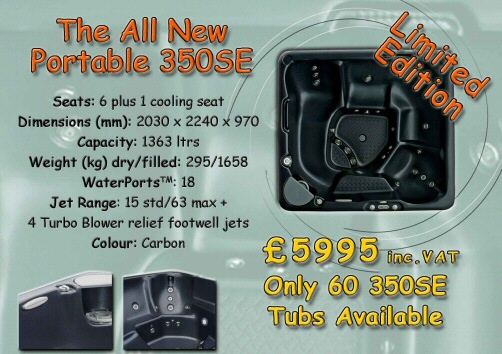 The All New
Portable 350SE
Limited
Edition
Seats: 6 plus 1 cooling seat
Dimensions (mm): 2030 x 2240 x 970
Capacity: 1363 ltrs
Weight (kg) dry/filled: 295/1658
WaterPorts™: 18
Jet Range: 15 std/63 max +
4 Turbo Blower relief footwell jets
Colour: Carbon
£5995 inc.VAT
Only 60 350SE
Tubs Available